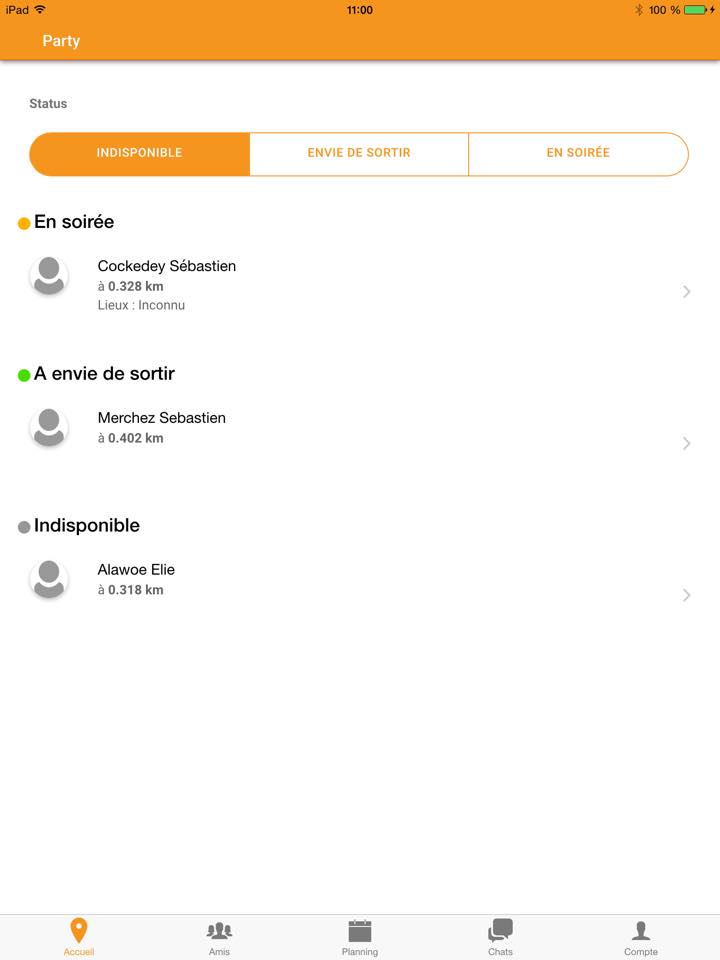 iPad 11:00 100 %
Party
Status
INDISPONIBLE ENVIE DE SORTIR EN SOIRÉE
En soirée
Cockedey Sébastien
à 0.328 km
Lieux : Inconnu
A envie de sortir
Merchez Sebastien
à 0.402 km
Indisponible
Alawoe Elie
à 0.318 km
Accueil Amis Planning Chats Compte